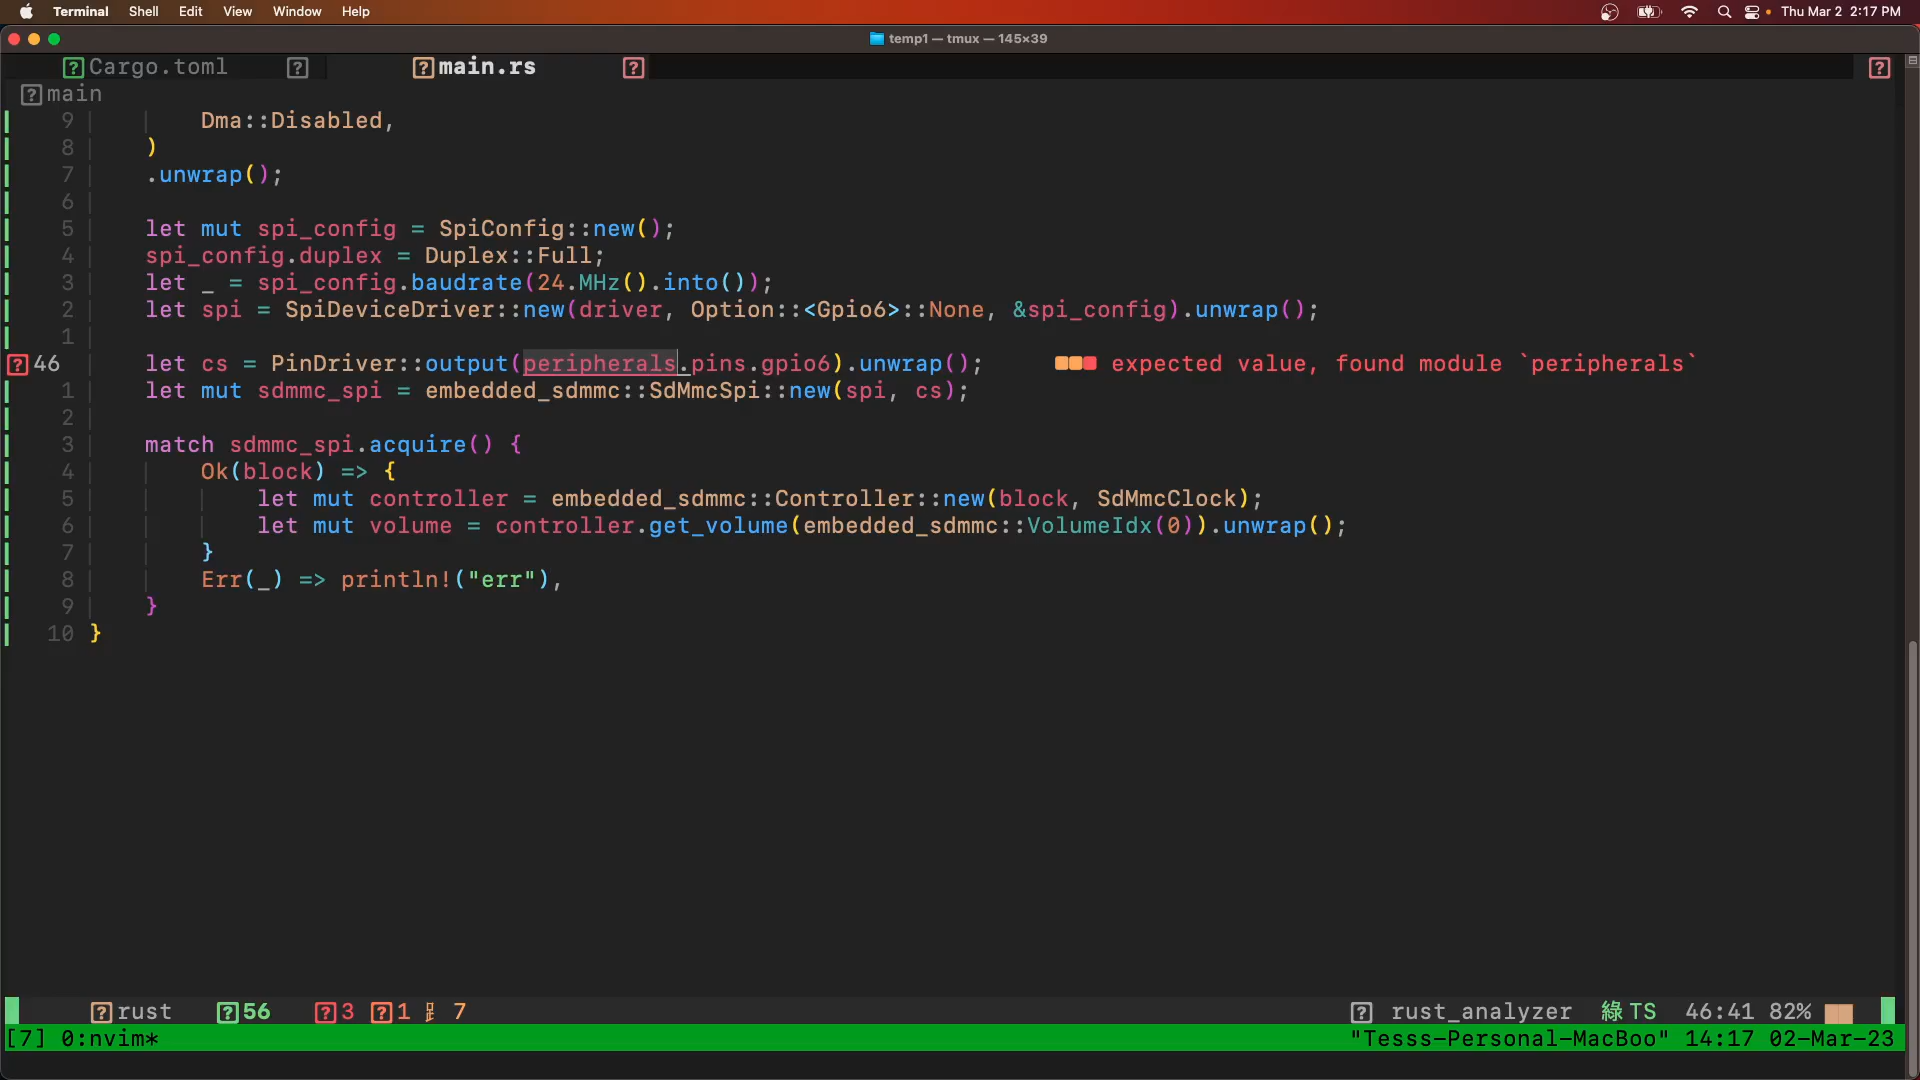 Terminal Shell Edit View Window Help Thu Mar 2 2:17 PM
temp1 — tmux — 145×39
Cargo.toml main.rs
main
9 Dma::Disabled,
8 )
7 .unwrap();
6
5 let mut spi_config = SpiConfig::new();
4 spi_config.duplex = Duplex::Full;
3 let _ = spi_config.baudrate(24.MHz().into());
2 let spi = SpiDeviceDriver::new(driver, Option::<Gpio6>::None, &spi_config).unwrap();
1
46 let cs = PinDriver::output(peripherals.pins.gpio6).unwrap(); expected value, found module `peripherals`
1 let mut sdmmc_spi = embedded_sdmmc::SdMmcSpi::new(spi, cs);
2
3 match sdmmc_spi.acquire() {
4 Ok(block) => {
5 let mut controller = embedded_sdmmc::Controller::new(block, SdMmcClock);
6 let mut volume = controller.get_volume(embedded_sdmmc::VolumeIdx(0)).unwrap();
7 }
8 Err(_) => println!("err"),
9 }
10 }
rust 56 3 1 7 rust_analyzer 綠 TS 46:41 82%
[7] 0:nvim* "Tesss-Personal-MacBoo" 14:17 02-Mar-23